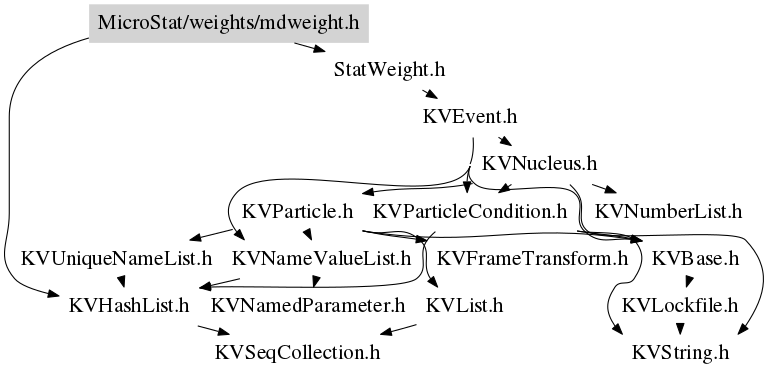 MicroStat/weights/mdweight.h
StatWeight.h
KVEvent.h
KVNucleus.h
KVParticle.h
KVParticleCondition.h
KVNumberList.h
KVUniqueNameList.h
KVNameValueList.h
KVFrameTransform.h
KVBase.h
KVHashList.h
KVNamedParameter.h
KVList.h
KVLockfile.h
KVSeqCollection.h
KVString.h